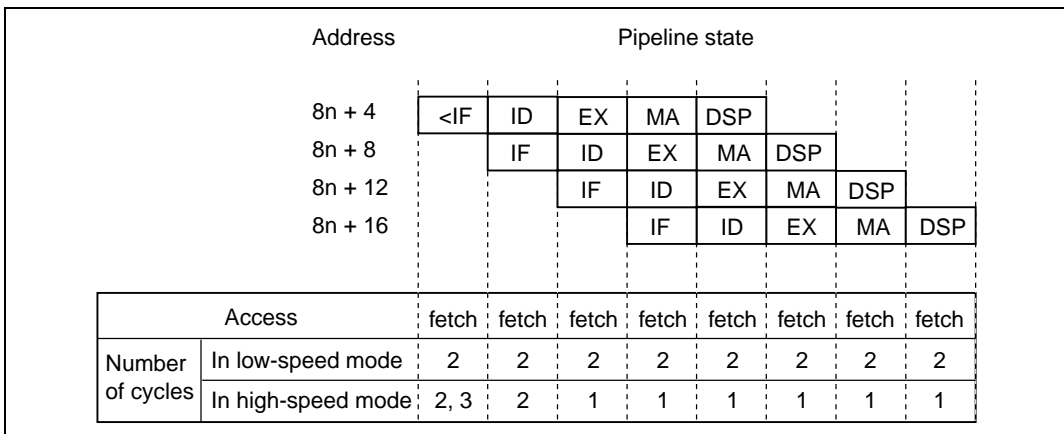 Address Pipeline state
8n + 4 <IF ID EX MA DSP
8n + 8 IF ID EX MA DSP
8n + 12 IF ID EX MA DSP
8n + 16 IF ID EX MA DSP
Access fetch fetch fetch fetch fetch fetch fetch fetch
Number of cycles In low-speed mode 2 2 2 2 2 2 2 2
In high-speed mode 2, 3 2 1 1 1 1 1 1